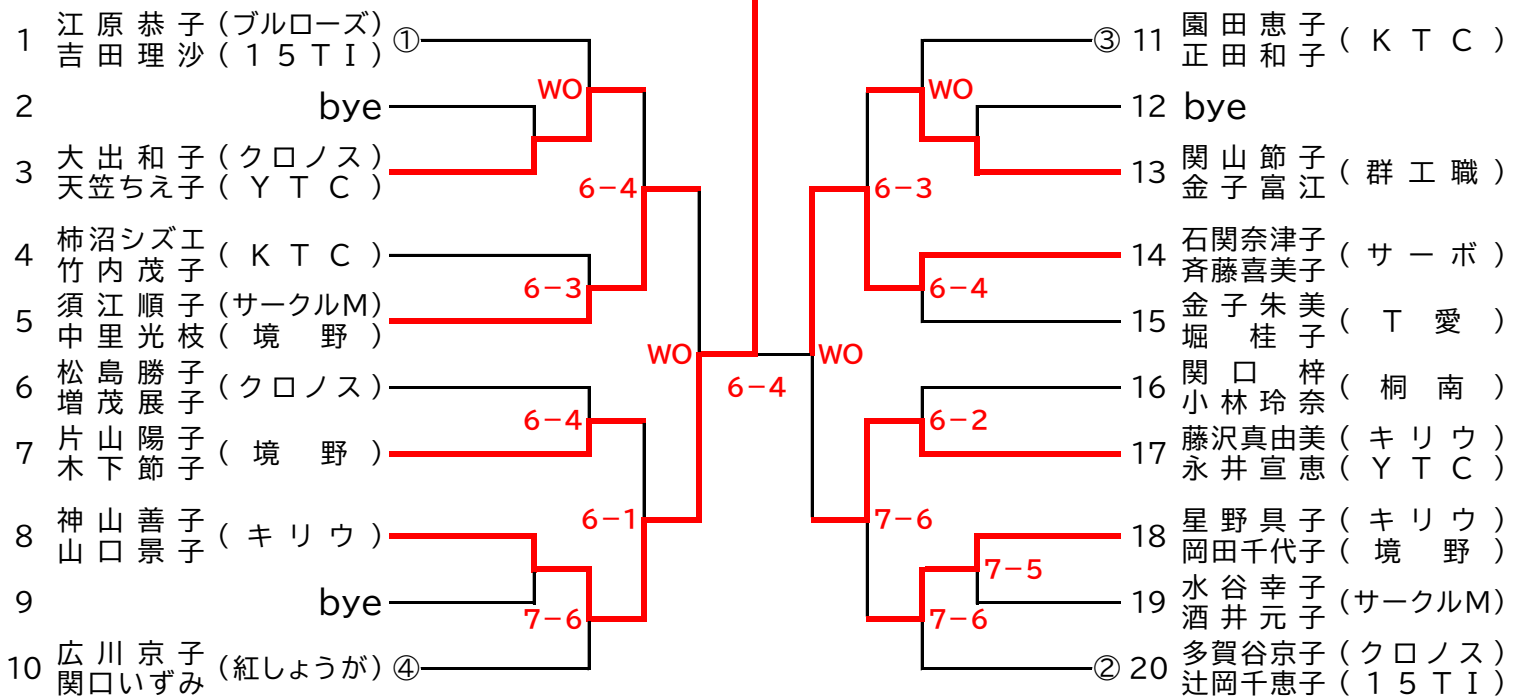 1 江原恭子(ブルローズ) ①
吉田理沙(15TI)
2 bye
3 大出和子(クロノス)
天笠ちえ子(YTC)
4 柿沼シズエ(KTC)
竹内茂子
5 須江順子(サークルM)
中里光枝(境野)
6 松島勝子(クロノス)
増茂展子
7 片山陽子(境野)
木下節子
8 神山善子(キリウ)
山口景子
9 bye
10 広川京子(紅しょうが) ④
関口いずみ
WO
6-4
6-3
6-4
6-1
7-6
WO
6-4
WO
WO
6-3
6-4
6-2
7-6
7-5
7-6
③ 11 園田恵子(KTC)
正田和子
12 bye
13 関山節子(群工職)
金子富江
14 石関奈津子(サーボ)
斉藤喜美子
15 金子朱美(T愛)
堀桂子
16 関口梓(桐南)
小林玲奈
17 藤沢真由美(キリウ)
永井宣恵(YTC)
18 星野具子(キリウ)
岡田千代子(境野)
19 水谷幸子(サークルM)
酒井元子
② 20 多賀谷京子(クロノス)
辻岡千恵子(15TI)